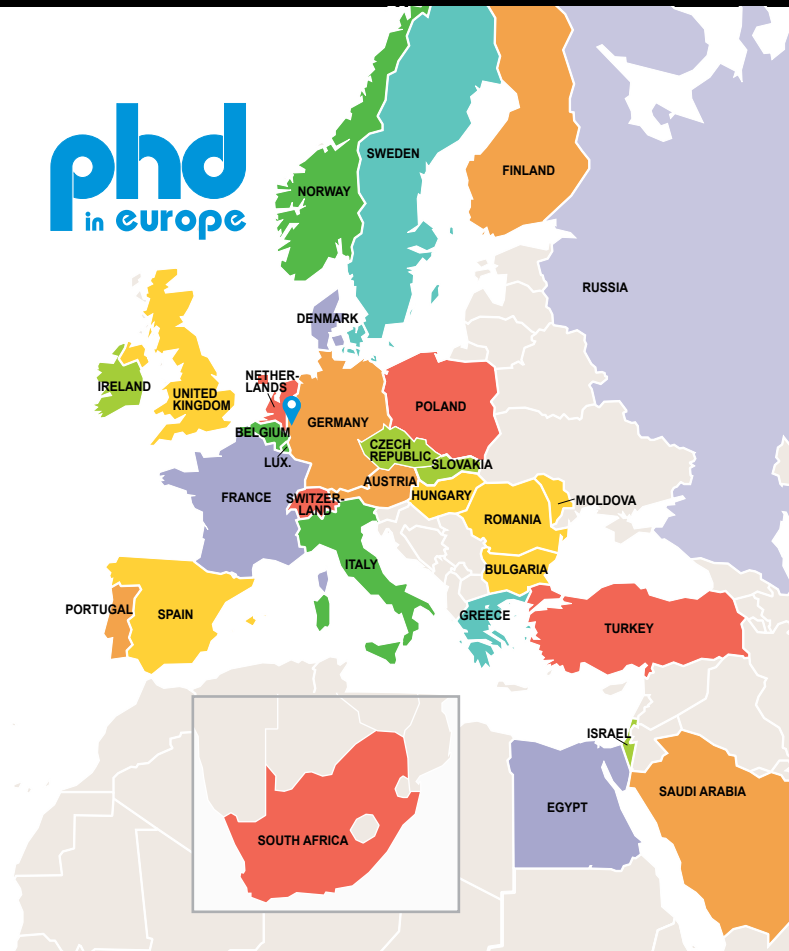 phd
in europe
SWEDEN
FINLAND
NORWAY
RUSSIA
DENMARK
NETHER-
LANDS
IRELAND
UNITED
KINGDOM
POLAND
GERMANY
BELGIUM
CZECH
REPUBLIC
SLOVAKIA
LUX.
AUSTRIA
FRANCE
SWITZER-
LAND
HUNGARY
MOLDOVA
ROMANIA
ITALY
BULGARIA
PORTUGAL
SPAIN
GREECE
TURKEY
ISRAEL
SAUDI ARABIA
EGYPT
SOUTH AFRICA